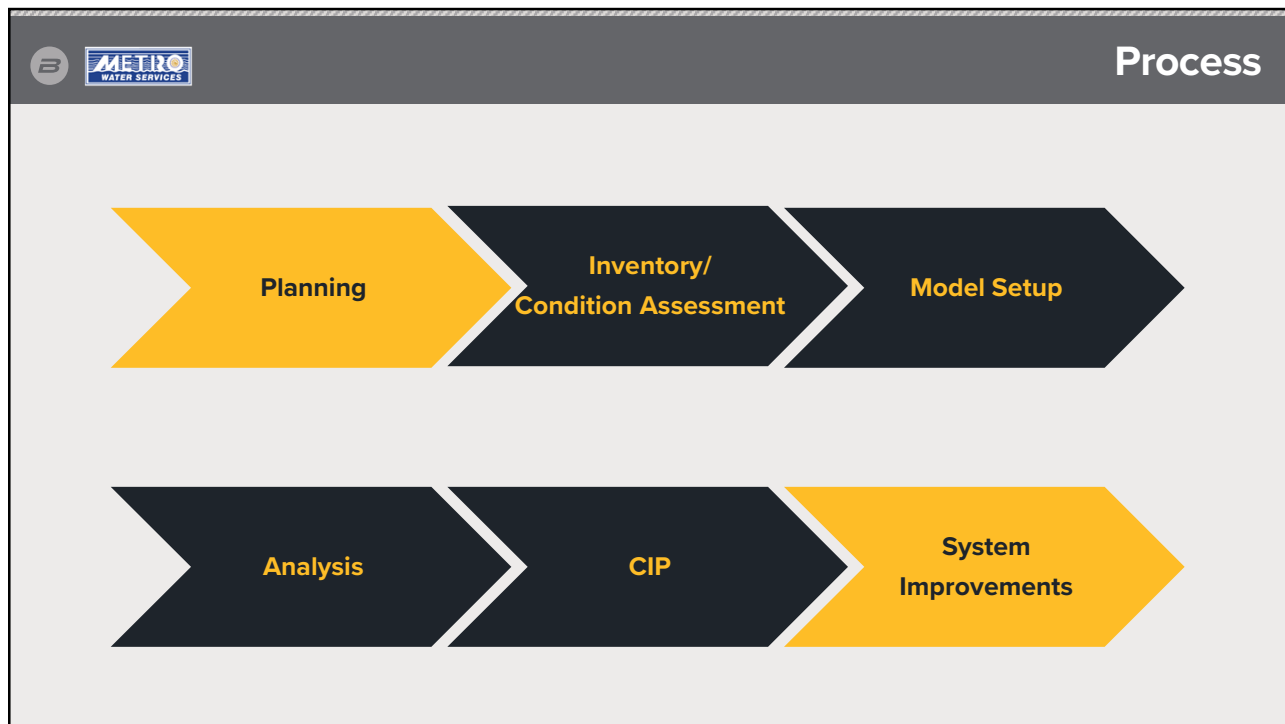 B
METRO
WATER SERVICES
Process
Planning
Inventory/
Condition Assessment
Model Setup
Analysis
CIP
System
Improvements